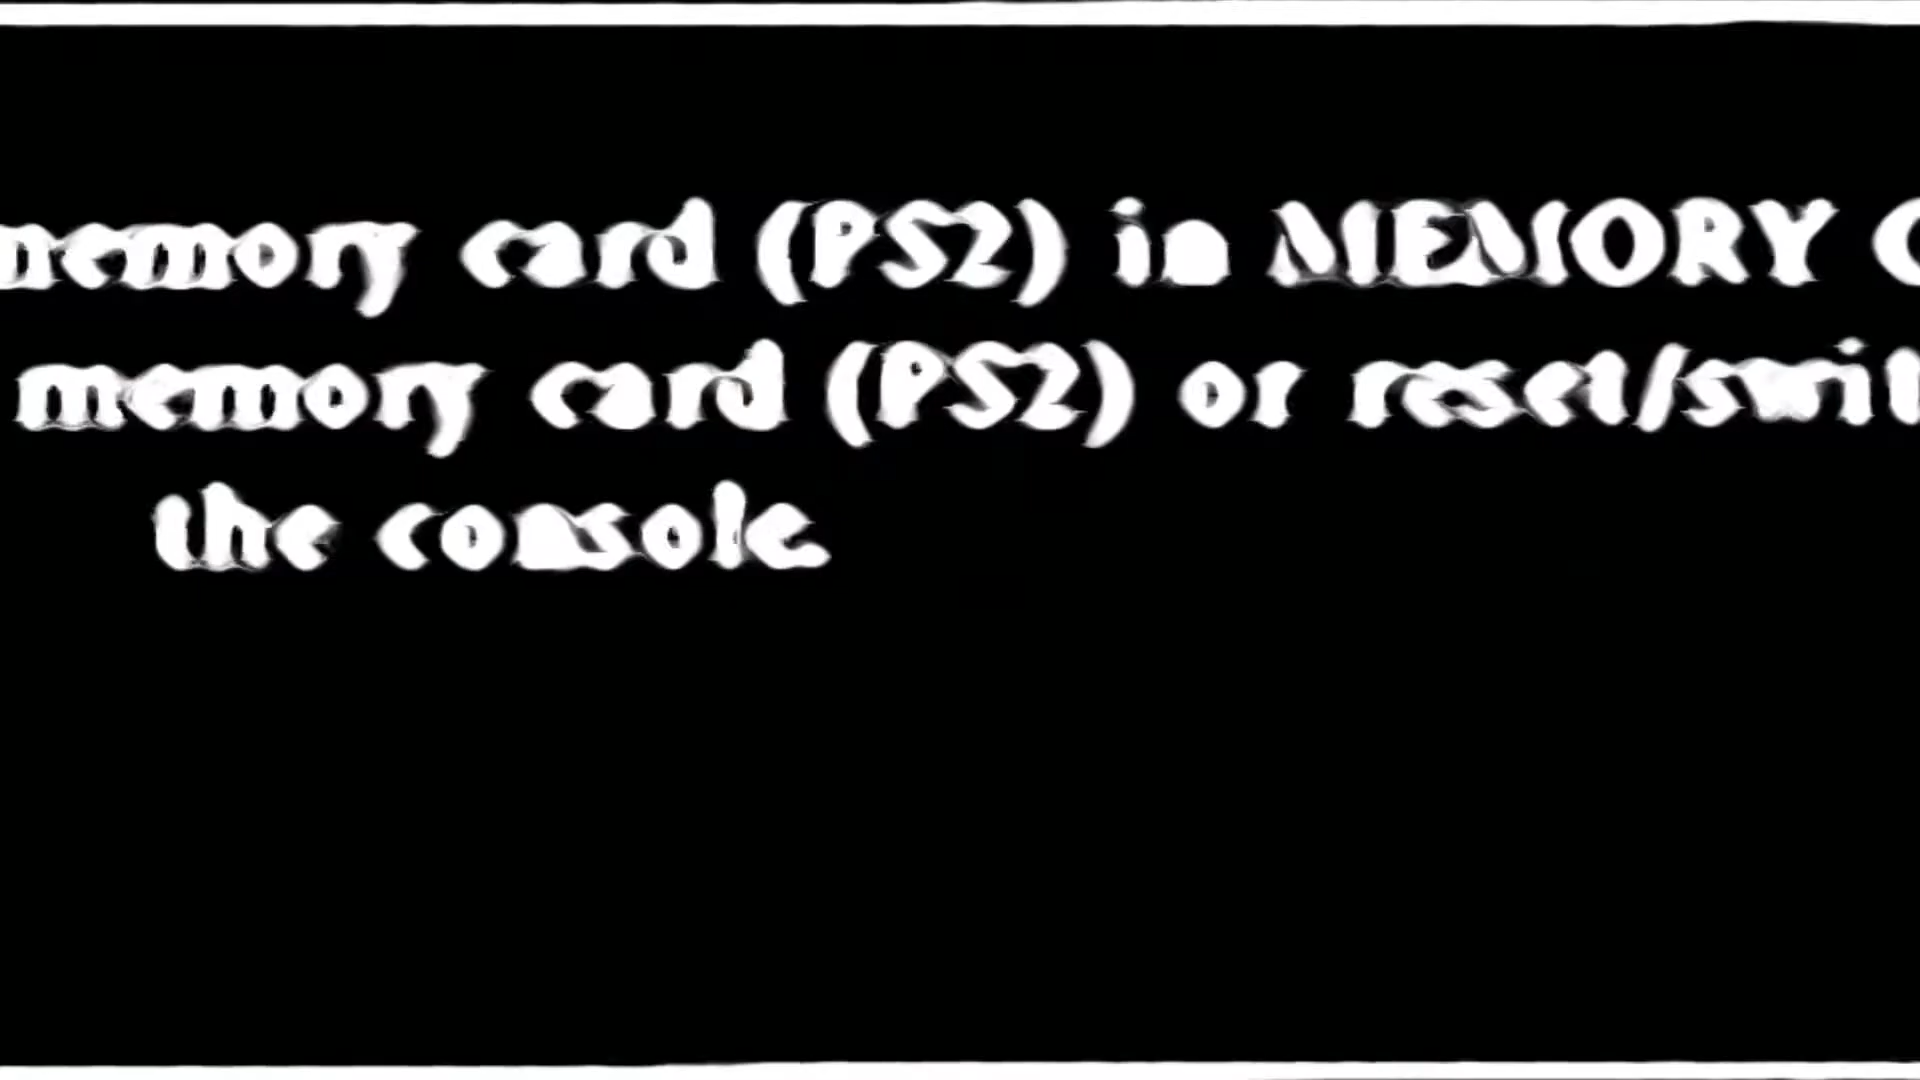 memory card (PS2) in MEMORY C
memory card (PS2) or reset/swit
the console.